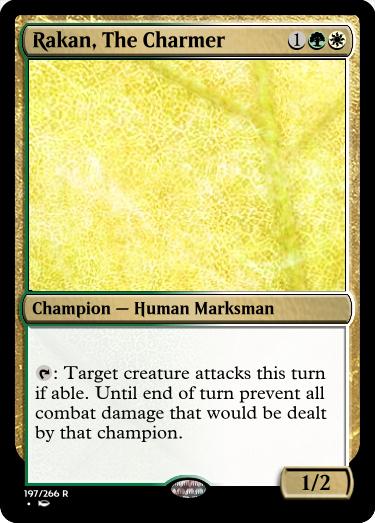 Rakan, The Charmer 1
Champion — Human Marksman
: Target creature attacks this turn
if able. Until end of turn prevent all
combat damage that would be dealt
by that champion.
1/2
197/266 R